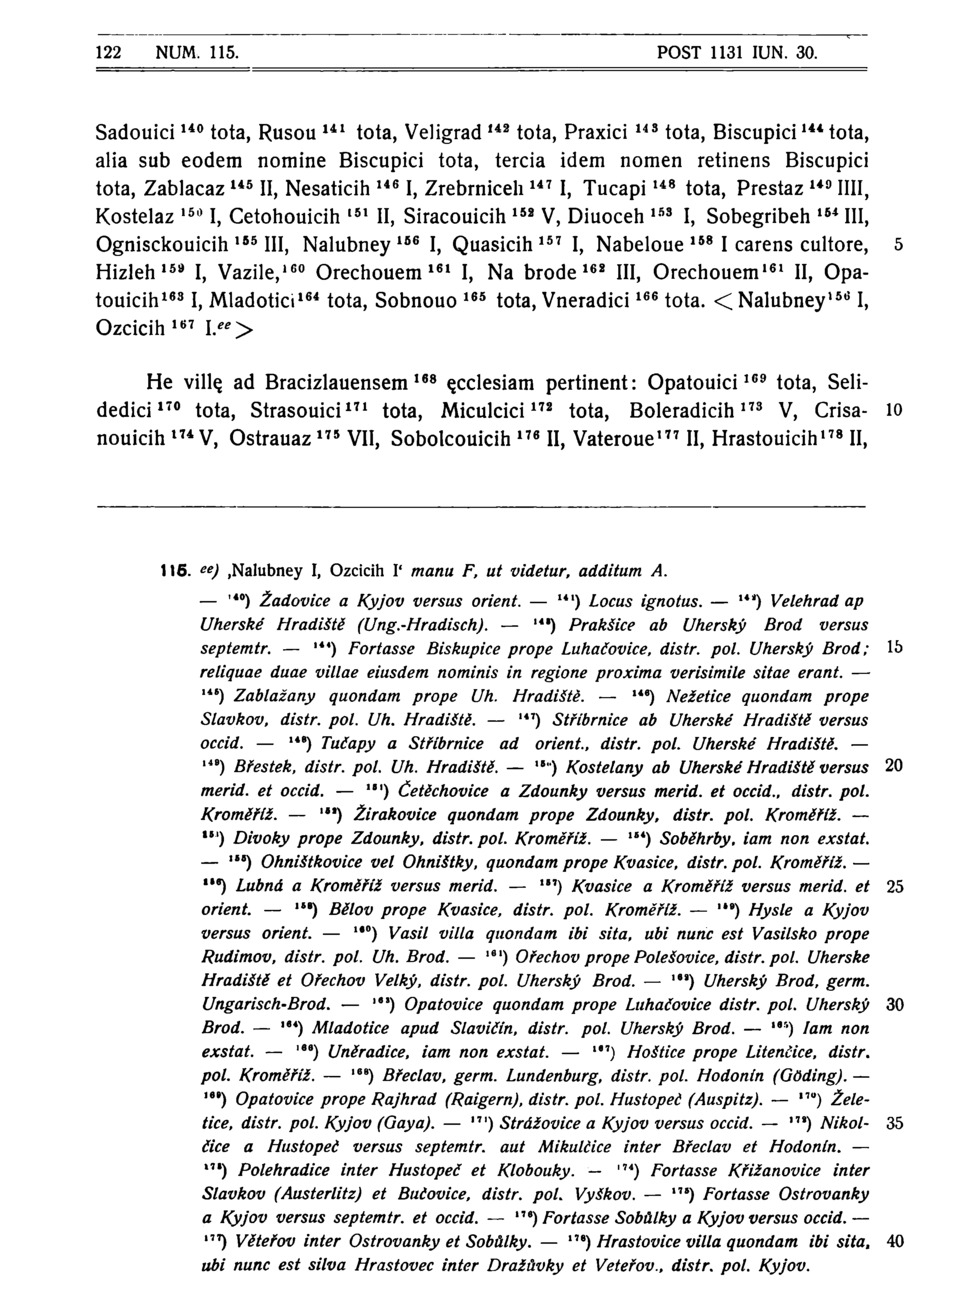 122 NUM. 115. POST 1131 IUN. 30.
Sadouici ¹⁴⁰ tota, Rusou ¹⁴¹ tota, Veligrad ¹⁴² tota, Praxici ¹⁴³ tota, Biscupici ¹⁴⁴ tota,
alia sub eodem nomine Biscupici tota, tercia idem nomen retinens Biscupici
tota, Zablacaz ¹⁴⁵ II, Nesaticih ¹⁴⁶ I, Zrebrniceh ¹⁴⁷ I, Tucapi ¹⁴⁸ tota, Prestaz ¹⁴⁹ IIII,
Kostelaz ¹⁵⁰ I, Cetohouicih ¹⁵¹ II, Siracouicih ¹⁵² V, Diuoceh ¹⁵³ I, Sobegribeh ¹⁵⁴ III,
Ognisckouicih ¹⁵⁵ III, Nalubney ¹⁵⁶ I, Quasicih ¹⁵⁷ I, Nabeloue ¹⁵⁸ I carens cultore, 5
Hizleh ¹⁵⁹ I, Vazile,¹⁶⁰ Orechouem ¹⁶¹ I, Na brode ¹⁶² III, Orechouem ¹⁶¹ II, Opa-
touicih ¹⁶³ I, Mladotici ¹⁶⁴ tota, Sobnouo ¹⁶⁵ tota, Vneradici ¹⁶⁶ tota. < Nalubney ¹⁵⁶ I,
Ozcicih ¹⁶⁷ I.ee >
He villę ad Bracizlauensem ¹⁶⁸ ęcclesiam pertinent: Opatouici ¹⁶⁹ tota, Seli-
dedici ¹⁷⁰ tota, Strasouici ¹⁷¹ tota, Miculcici ¹⁷² tota, Boleradicih ¹⁷³ V, Crisa- 10
nouicih ¹⁷⁴ V, Ostrauaz ¹⁷⁵ VII, Sobolcouicih ¹⁷⁶ II, Vateroue ¹⁷⁷ II, Hrastouicih ¹⁷⁸ II,
115. ee) ‚Nalubney I, Ozcicih I‘ manu F, ut videtur, additum A.
— ¹⁴⁰) Žadovice a Kyjov versus orient. — ¹⁴¹) Locus ignotus. — ¹⁴²) Velehrad ap
Uherské Hradiště (Ung.-Hradisch). — ¹⁴³) Prakšice ab Uherský Brod versus
septemtr. — ¹⁴⁴) Fortasse Biskupice prope Luhačovice, distr. pol. Uherský Brod; 15
reliquae duae villae eiusdem nominis in regione proxima verisimile sitae erant. —
¹⁴⁵) Zablažany quondam prope Uh. Hradiště. — ¹⁴⁶) Nežetice quondam prope
Slavkov, distr. pol. Uh. Hradiště. — ¹⁴⁷) Stříbrnice ab Uherské Hradiště versus
occid. — ¹⁴⁸) Tučapy a Stříbrnice ad orient., distr. pol. Uherské Hradiště. —
¹⁴⁹) Břestek, distr. pol. Uh. Hradiště. — ¹⁵⁰) Kostelany ab Uherské Hradiště versus 20
merid. et occid. — ¹⁵¹) Četěchovice a Zdounky versus merid. et occid., distr. pol.
Kroměříž. — ¹⁵²) Žirakovice quondam prope Zdounky, distr. pol. Kroměříž. —
¹⁵³) Divoky prope Zdounky, distr. pol. Kroměříž. — ¹⁵⁴) Soběhrby, iam non exstat.
— ¹⁵⁵) Ohništkovice vel Ohništky, quondam prope Kvasice, distr. pol. Kroměříž. —
¹⁵⁶) Lubná a Kroměříž versus merid. — ¹⁵⁷) Kvasice a Kroměříž versus merid. et 25
orient. — ¹⁵⁸) Bělov prope Kvasice, distr. pol. Kroměříž. — ¹⁵⁹) Hysle a Kyjov
versus orient. — ¹⁶⁰) Vasil villa quondam ibi sita, ubi nunc est Vasilsko prope
Rudimov, distr. pol. Uh. Brod. — ¹⁶¹) Ořechov prope Polešovice, distr. pol. Uherske
Hradiště et Ořechov Velký, distr. pol. Uherský Brod. — ¹⁶²) Uherský Brod, germ.
Ungarisch-Brod. — ¹⁶³) Opatovice quondam prope Luhačovice distr. pol. Uherský 30
Brod. — ¹⁶⁴) Mladotice apud Slavičín, distr. pol. Uherský Brod. — ¹⁶⁵) Iam non
exstat. — ¹⁶⁶) Uněradice, iam non exstat. — ¹⁶⁷) Hoštice prope Litenčice, distr.
pol. Kroměříž. — ¹⁶⁸) Břeclav, germ. Lundenburg, distr. pol. Hodonín (Göding). —
¹⁶⁹) Opatovice prope Rajhrad (Raigern), distr. pol. Hustopeč (Auspitz). — ¹⁷⁰) Žele-
tice, distr. pol. Kyjov (Gaya). — ¹⁷¹) Strážovice a Kyjov versus occid. — ¹⁷²) Nikol- 35
čice a Hustopeč versus septemtr. aut Mikulčice inter Břeclav et Hodonín. —
¹⁷³) Polehradice inter Hustopeč et Klobouky. — ¹⁷⁴) Fortasse Křižanovice inter
Slavkov (Austerlitz) et Bučovice, distr. pol. Vyškov. — ¹⁷⁵) Fortasse Ostrovanky
a Kyjov versus septemtr. et occid. — ¹⁷⁶) Fortasse Sobůlky a Kyjov versus occid. —
¹⁷⁷) Věteřov inter Ostrovanky et Sobůlky. — ¹⁷⁸) Hrastovice villa quondam ibi sita, 40
ubi nunc est silva Hrastovec inter Dražůvky et Veteřov., distr. pol. Kyjov.